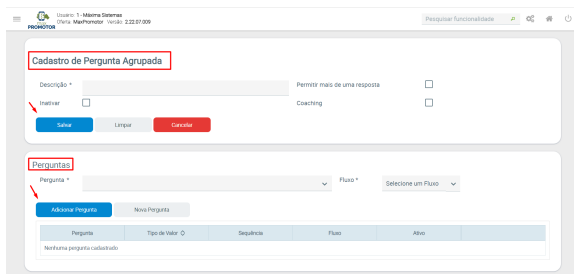 PROMOTOR
Usuário: 1 - Máxima Sistemas
Oferta: MaxPromotor Versão: 2.22.07.009
Pesquisar funcionalidade
Cadastro de Pergunta Agrupada
Descrição *
Permitir mais de uma resposta
Inativar
Coaching
Salvar Limpar Cancelar
Perguntas
Pergunta * Fluxo * Selecione um Fluxo
Adicionar Pergunta Nova Pergunta
Pergunta Tipo de Valor Sequência Fluxo Ativo
Nenhuma pergunta cadastrado